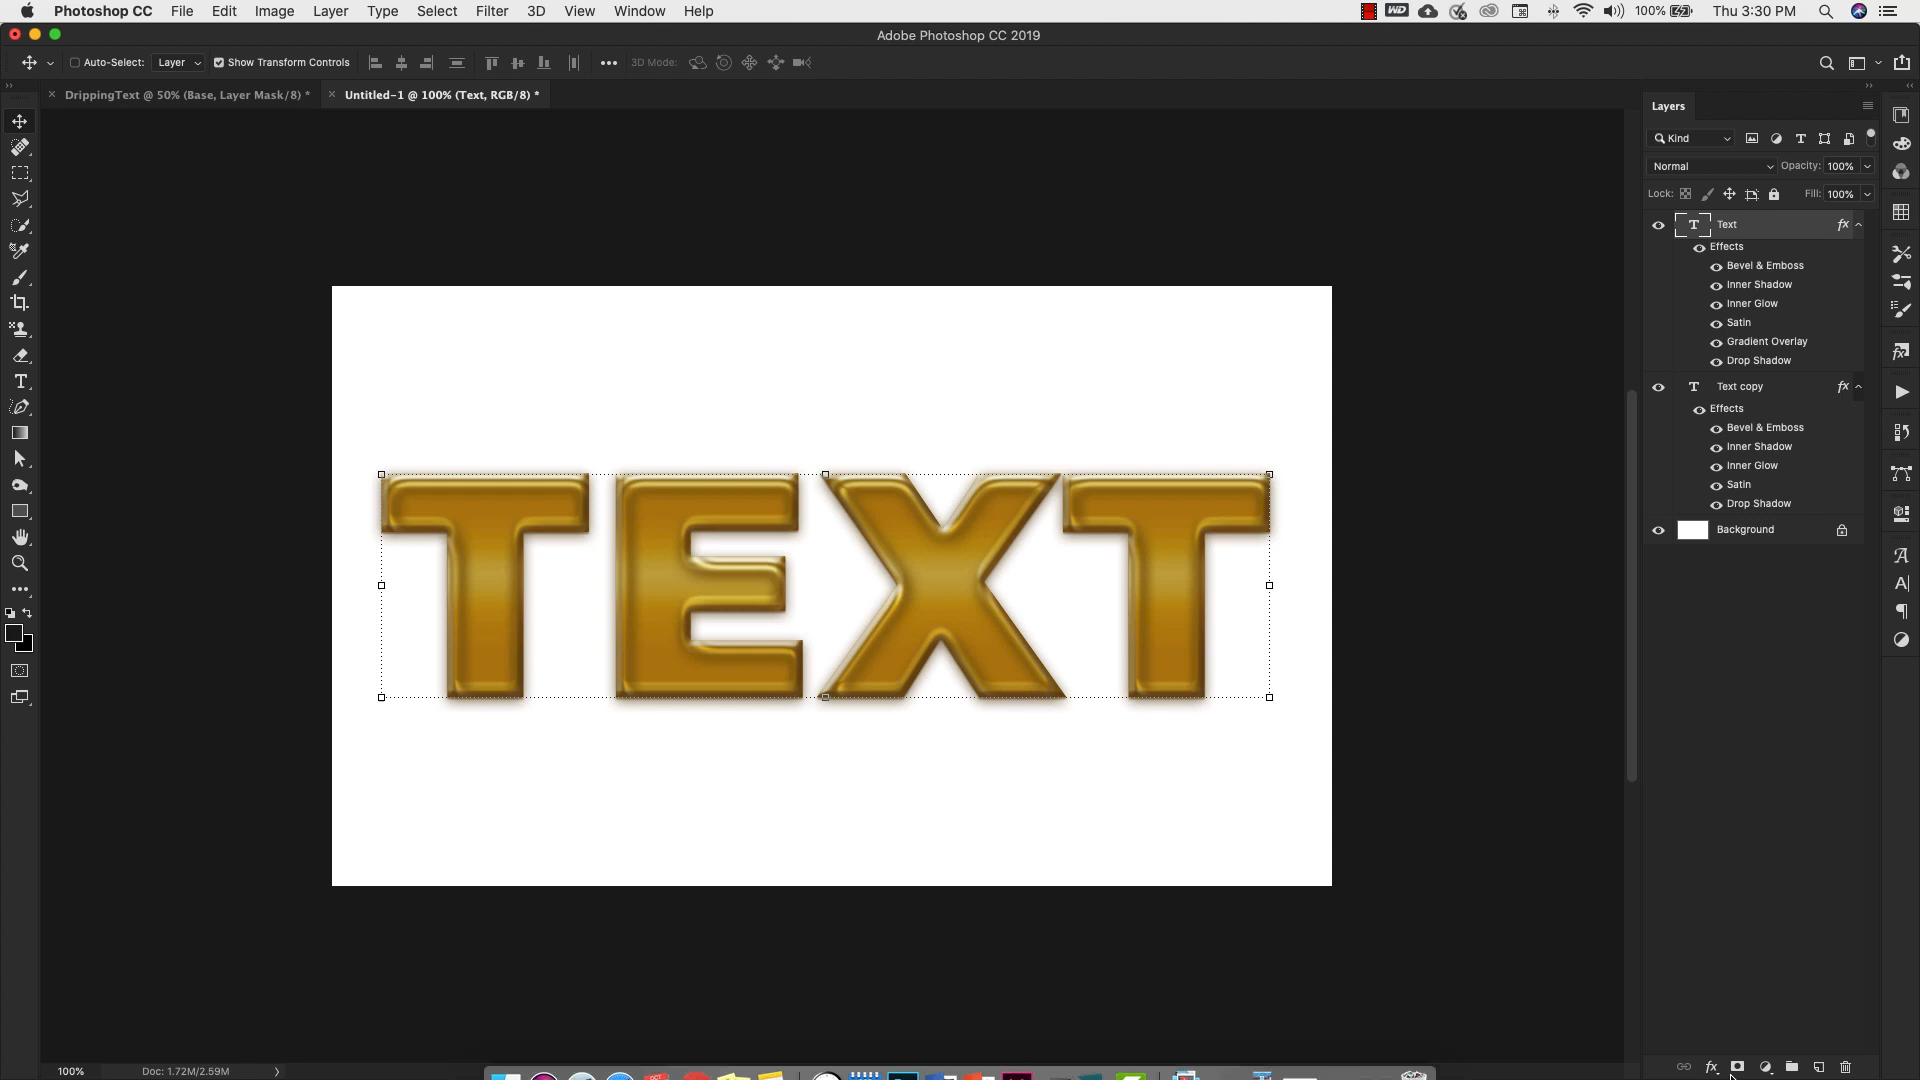 Photoshop CC File Edit Image Layer Type Select Filter 3D View Window Help 100% Thu 3:30 PM
Adobe Photoshop CC 2019
Auto-Select: Layer Show Transform Controls 3D Mode:
DrippingText @ 50% (Base, Layer Mask/8) * Untitled-1 @ 100% (Text, RGB/8) *
Layers
Kind
Normal Opacity: 100%
Lock: Fill: 100%
T Text fx
Effects
Bevel & Emboss
Inner Shadow
Inner Glow
Satin
Gradient Overlay
Drop Shadow
T Text copy fx
Effects
Bevel & Emboss
Inner Shadow
Inner Glow
Satin
Drop Shadow
Background
TEXT
100% Doc: 1.72M/2.59M
fx